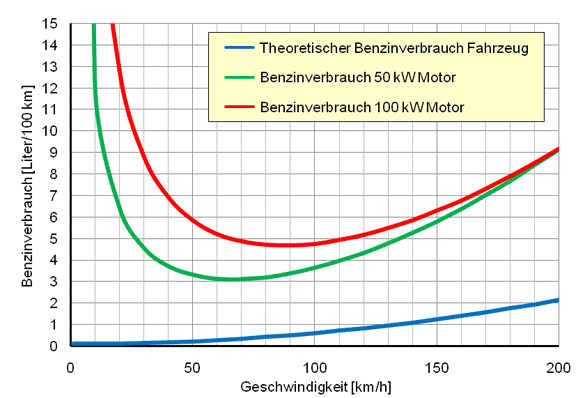 15
14
13
12
11
10
9
8
7
6
5
4
3
2
1
0
Benzinverbrauch [Liter/100 km]
Theoretischer Benzinverbrauch Fahrzeug
Benzinverbrauch 50 kW Motor
Benzinverbrauch 100 kW Motor
0 50 100 150 200
Geschwindigkeit [km/h]